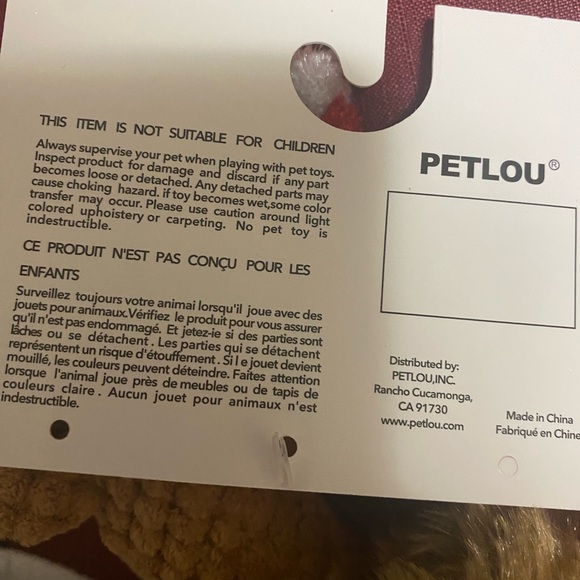 THIS ITEM IS NOT SUITABLE FOR CHILDREN
Always supervise your pet when playing with pet toys.
Inspect product for damage and discard if any part
becomes loose or detached. Any detached parts may
cause choking hazard. if toy becomes wet,some color
transfer may occur. Please use caution around light
colored uphoistery or carpeting. No pet toy is
indestructible.
CE PRODUIT N'EST PAS CONÇU POUR LES
ENFANTS
Surveillez toujours votre animai lorsqu'il joue avec des
jouets pour animaux.Vérifiez le produit pour vous assurer
qu'il n'est pas endommagé. Et jetez-ie si des parties sont
lâches ou se détachent. Les parties qui se détachent
représentent un risque d'étouffement. Si le jouet devient
mouillé, les couleurs peuvent déteindre. Faites attention
lorsque l'animal joue près de meubles ou de tapis de
couleurs claire. Aucun jouet pour animaux n'est
indestructible.
PETLOU®
Distributed by:
PETLOU,INC.
Rancho Cucamonga,
CA 91730
www.petlou.com
Made in China
Fabriqué en Chine